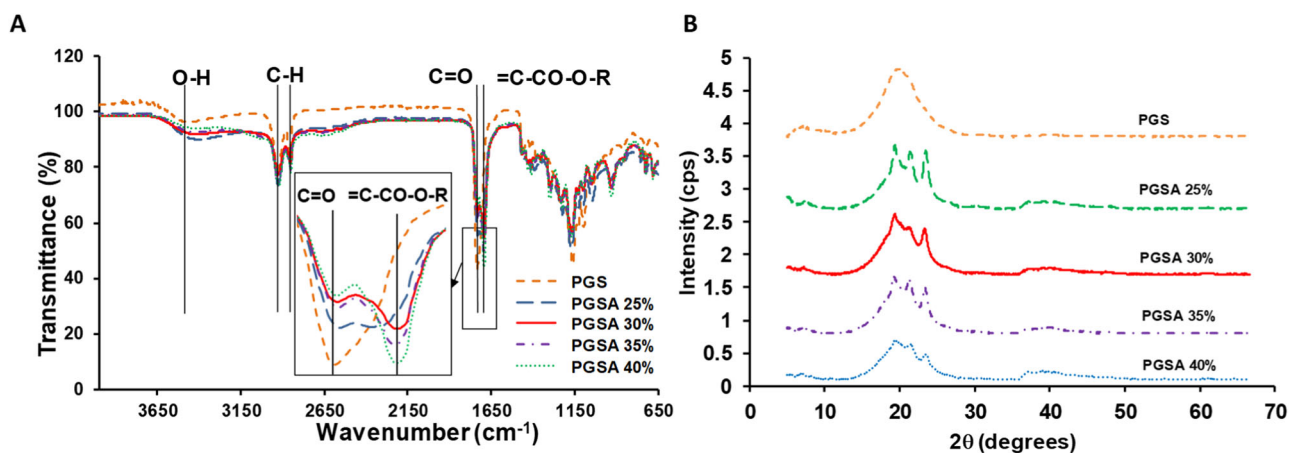 A
120
100
80
60
40
20
0
Transmittance (%)
O-H
C-H
C=O
=C-CO-O-R
C=O =C-CO-O-R
PGS
PGSA 25%
PGSA 30%
PGSA 35%
PGSA 40%
3650 3150 2650 2150 1650 1150 650
Wavenumber (cm⁻¹)
B
5
4.5
4
3.5
3
2.5
2
1.5
1
0.5
0
Intensity (cps)
PGS
PGSA 25%
PGSA 30%
PGSA 35%
PGSA 40%
0 10 20 30 40 50 60 70
2θ (degrees)